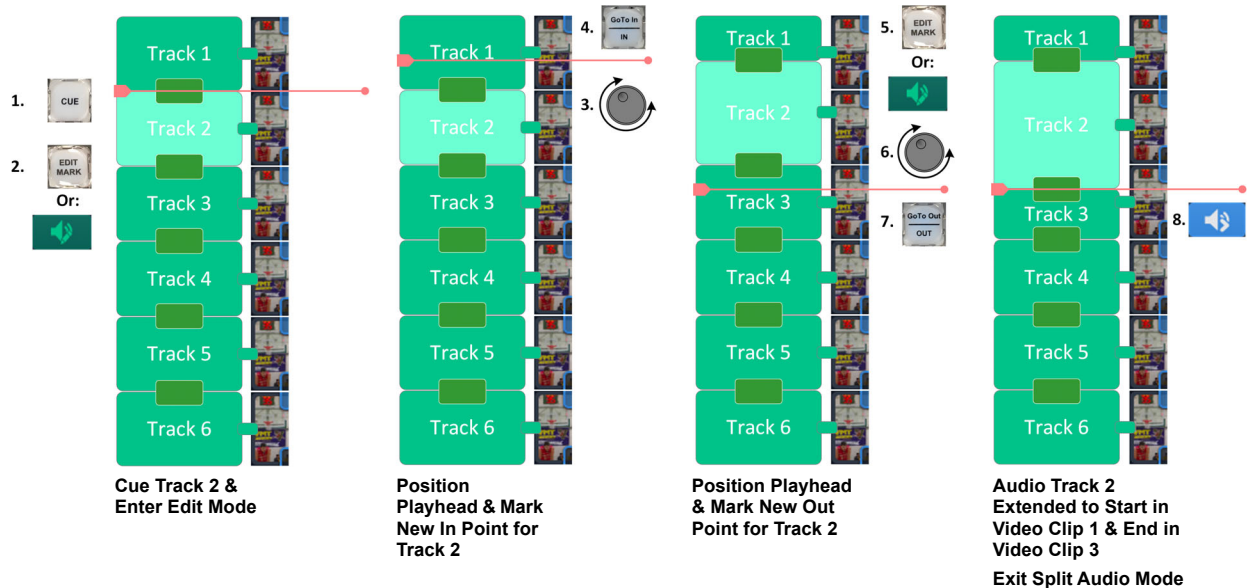 Track 1
1.
CUE
Track 2
2.
EDIT
MARK
Or:
Track 3
Track 4
Track 5
Track 6
Cue Track 2 &
Enter Edit Mode
4.
GoTo In
IN
Track 1
3.
Track 2
Track 3
Track 4
Track 5
Track 6
Position
Playhead & Mark
New In Point for
Track 2
Track 1
Track 2
Track 3
7.
GoTo Out
OUT
Track 4
Track 5
Track 6
Position Playhead
& Mark New Out
Point for Track 2
5.
EDIT
MARK
Or:
6.
Track 1
Track 2
Track 3
8.
Track 4
Track 5
Track 6
Audio Track 2
Extended to Start in
Video Clip 1 & End in
Video Clip 3
Exit Split Audio Mode